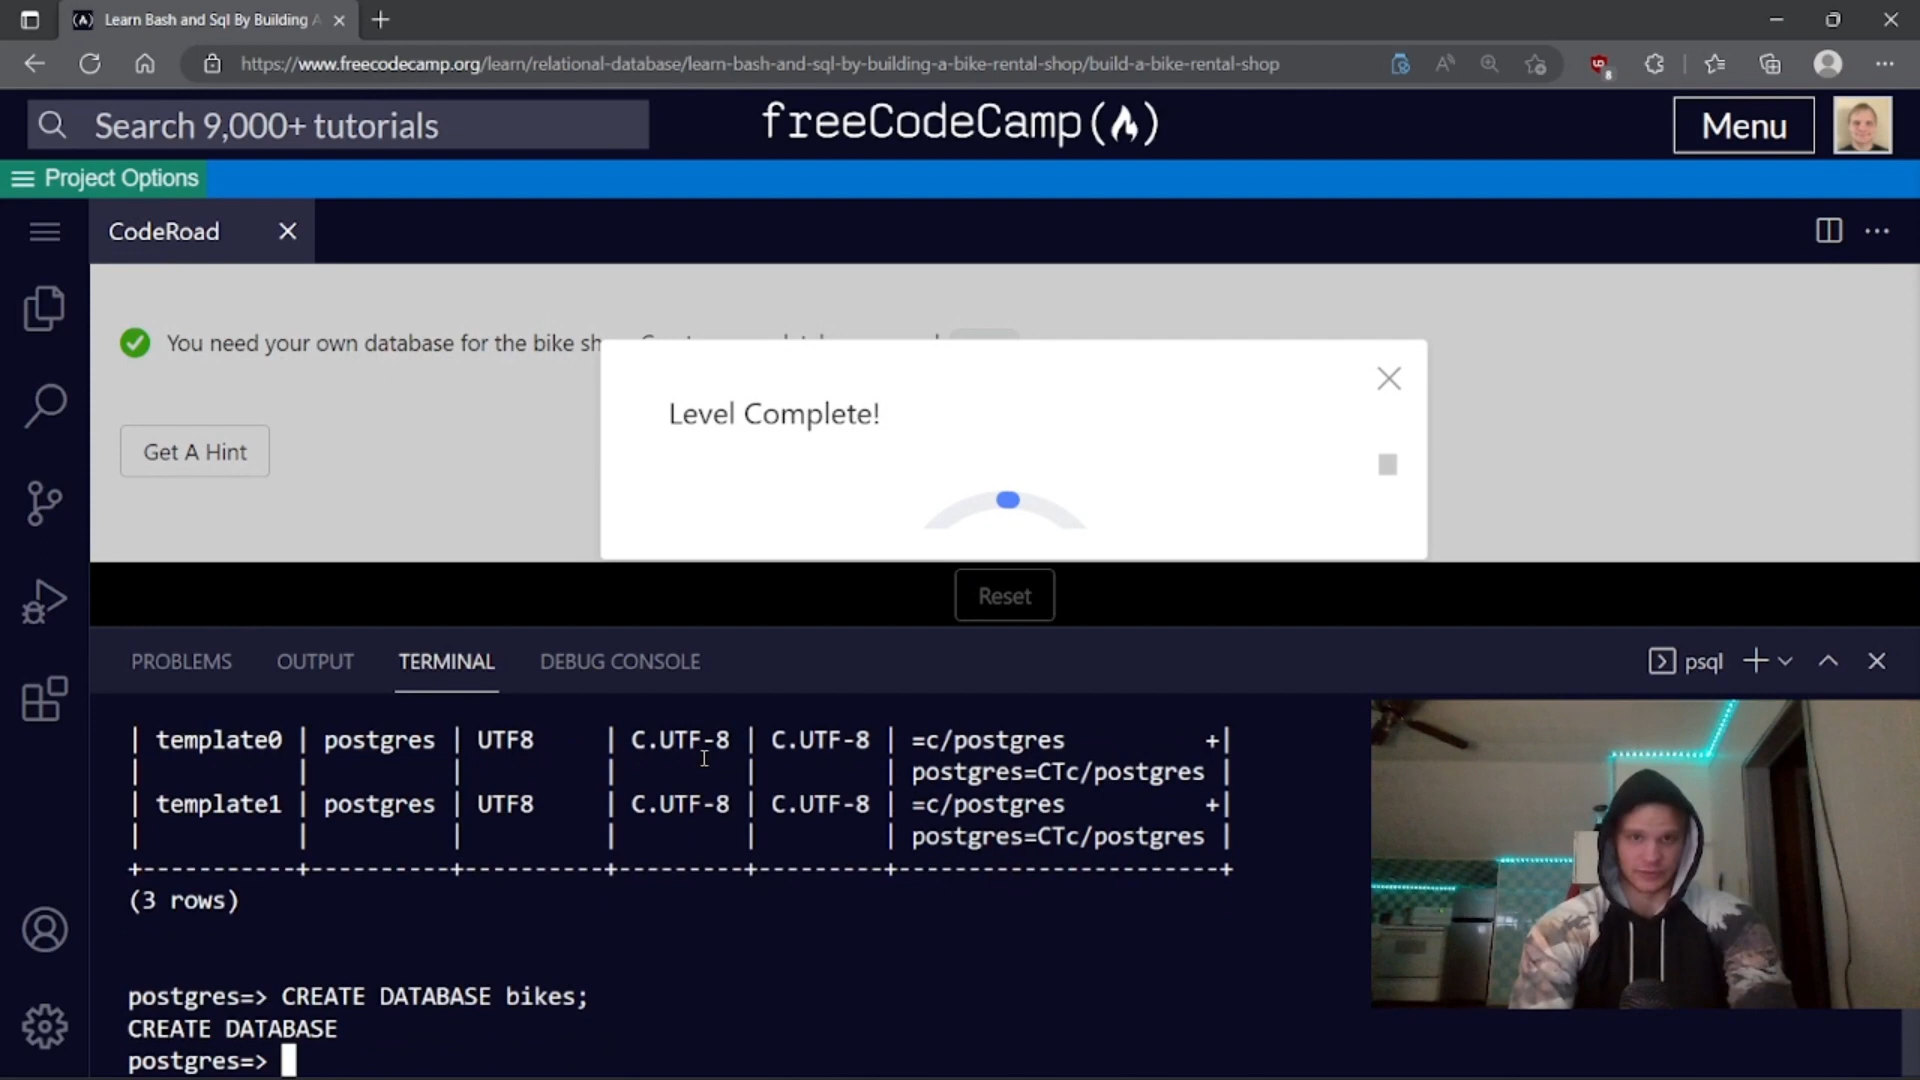 Learn Bash and Sql By Building A
https://www.freecodecamp.org/learn/relational-database/learn-bash-and-sql-by-building-a-bike-rental-shop/build-a-bike-rental-shop
8
Search 9,000+ tutorials
freeCodeCamp
Menu
Project Options
CodeRoad
You need your own database for the bike
Level Complete!
Get A Hint
Reset
PROBLEMS OUTPUT TERMINAL DEBUG CONSOLE
psql
| template0 | postgres | UTF8 | C.UTF-8 | C.UTF-8 | =c/postgres +|
| | | | | | postgres=CTc/postgres |
| template1 | postgres | UTF8 | C.UTF-8 | C.UTF-8 | =c/postgres +|
| | | | | | postgres=CTc/postgres |
+-----------+----------+----------+---------+---------+-----------------------+
(3 rows)
postgres=> CREATE DATABASE bikes;
CREATE DATABASE
postgres=>